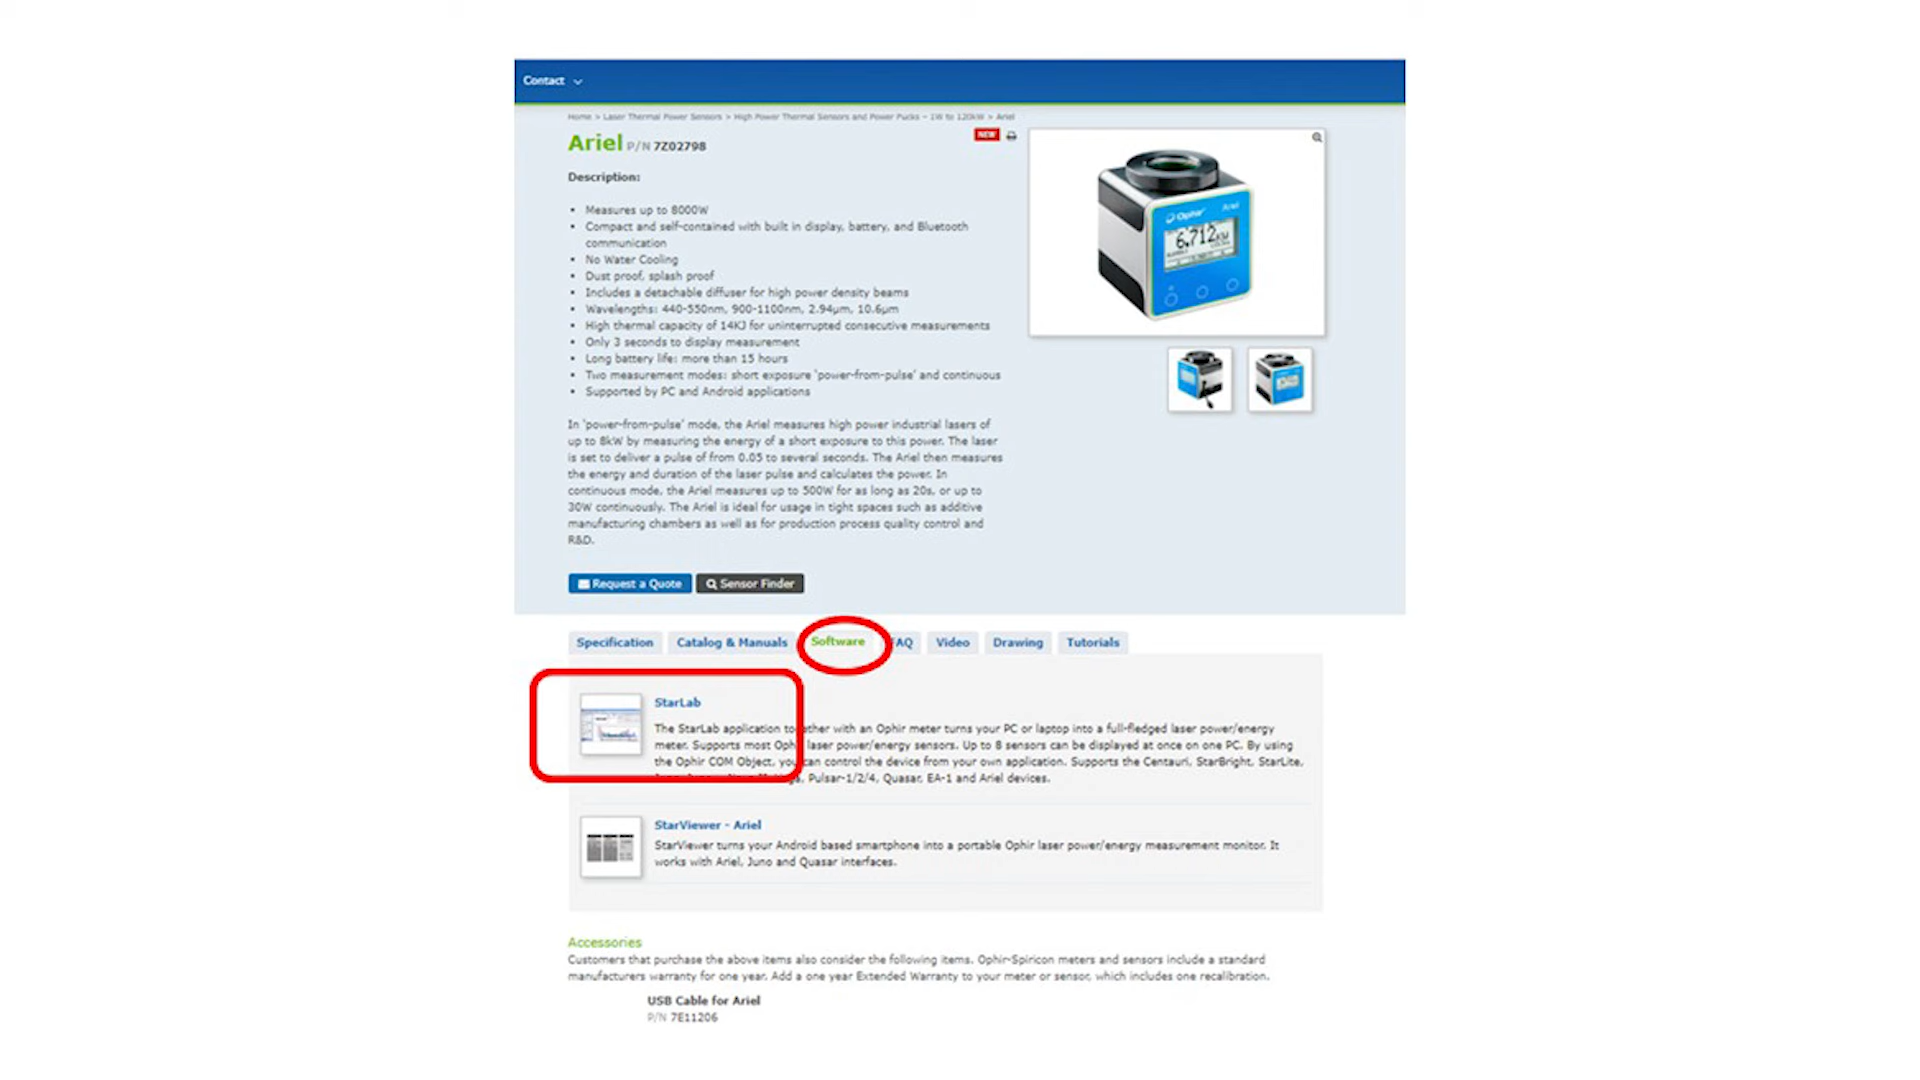 Contact
Home > Laser Thermal Power Sensors > High Power Thermal Sensors and Power Pucks - 1W to 120kW > Ariel
Ariel P/N 7Z02798
NEW
Description:
Measures up to 8000W
Compact and self-contained with built in display, battery, and Bluetooth
communication
No Water Cooling
Dust proof, splash proof
Includes a detachable diffuser for high power density beams
Wavelengths: 440-550nm, 900-1100nm, 2.94µm, 10.6µm
High thermal capacity of 14KJ for uninterrupted consecutive measurements
Only 3 seconds to display measurement
Long battery life: more than 15 hours
Two measurement modes: short exposure 'power-from-pulse' and continuous
Supported by PC and Android applications
Ophir Ariel
6.712KW
In 'power-from-pulse' mode, the Ariel measures high power industrial lasers of
up to 8kW by measuring the energy of a short exposure to this power. The laser
is set to deliver a pulse of from 0.05 to several seconds. The Ariel then measures
the energy and duration of the laser pulse and calculates the power. In
continuous mode, the Ariel measures up to 500W for as long as 20s, or up to
30W continuously. The Ariel is ideal for usage in tight spaces such as additive
manufacturing chambers as well as for production process quality control and
R&D.
Request a Quote Sensor Finder
Specification Catalog & Manuals Software AQ Video Drawing Tutorials
StarLab
The StarLab application together with an Ophir meter turns your PC or laptop into a full-fledged laser power/energy
meter. Supports most Ophir laser power/energy sensors. Up to 8 sensors can be displayed at once on one PC. By using
the Ophir COM Object, you can control the device from your own application. Supports the Centauri, StarBright, StarLite,
Pulsar-1/2/4, Quasar, EA-1 and Ariel devices.
StarViewer - Ariel
StarViewer turns your Android based smartphone into a portable Ophir laser power/energy measurement monitor. It
works with Ariel, Juno and Quasar interfaces.
Accessories
Customers that purchase the above items also consider the following items. Ophir-Spiricon meters and sensors include a standard
manufacturers warranty for one year. Add a one year Extended Warranty to your meter or sensor, which includes one recalibration.
USB Cable for Ariel
P/N 7E11206